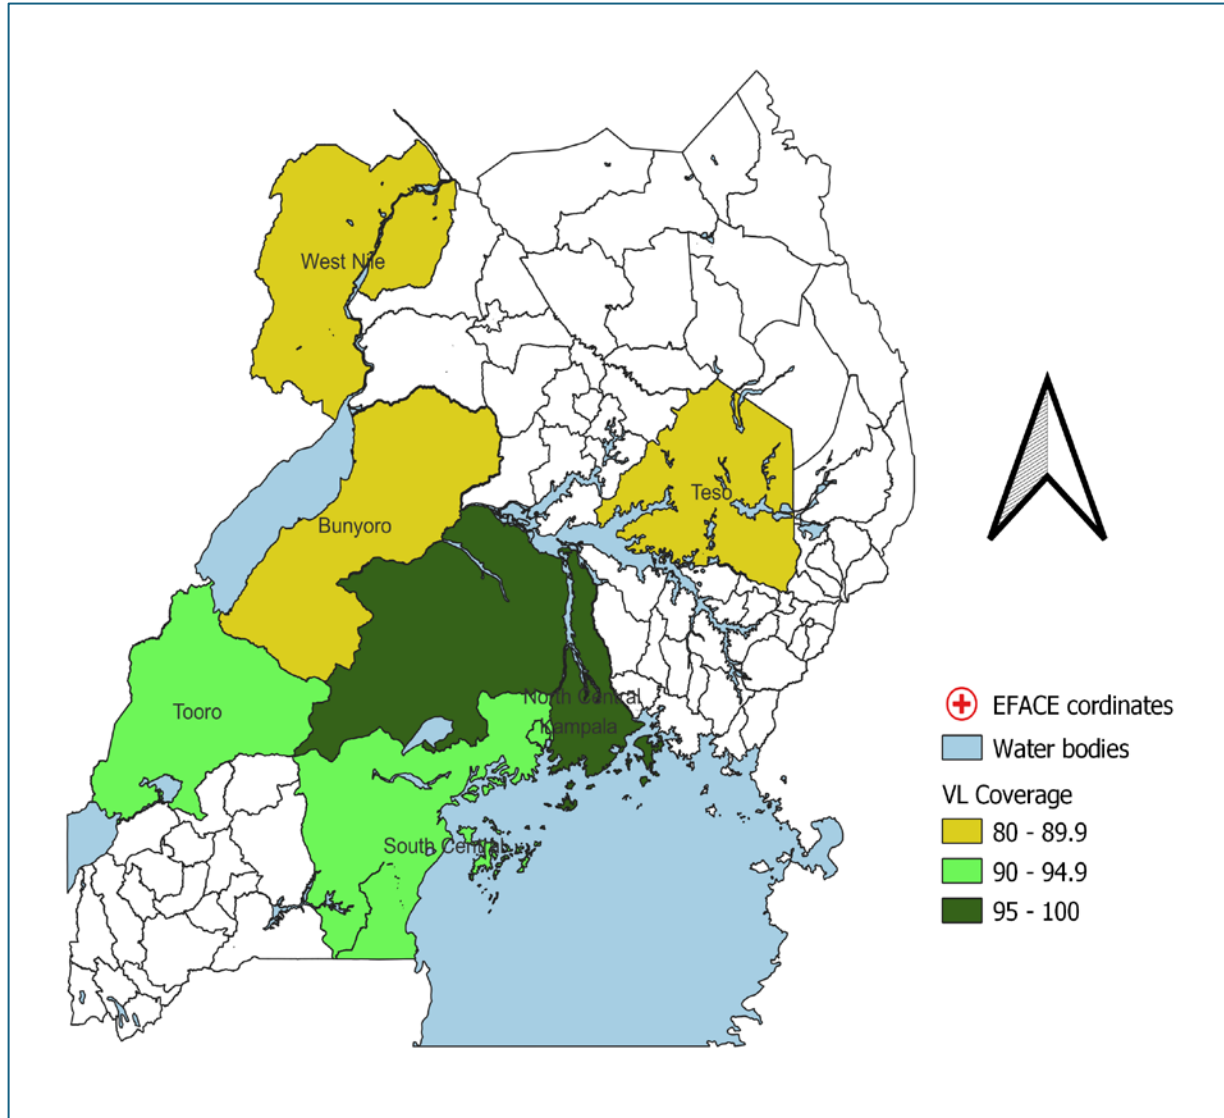 West Nile
Teso
Bunyoro
North Central
Tooro
Kampala
South Central
EFACE cordinates
Water bodies
VL Coverage
80 - 89.9
90 - 94.9
95 - 100